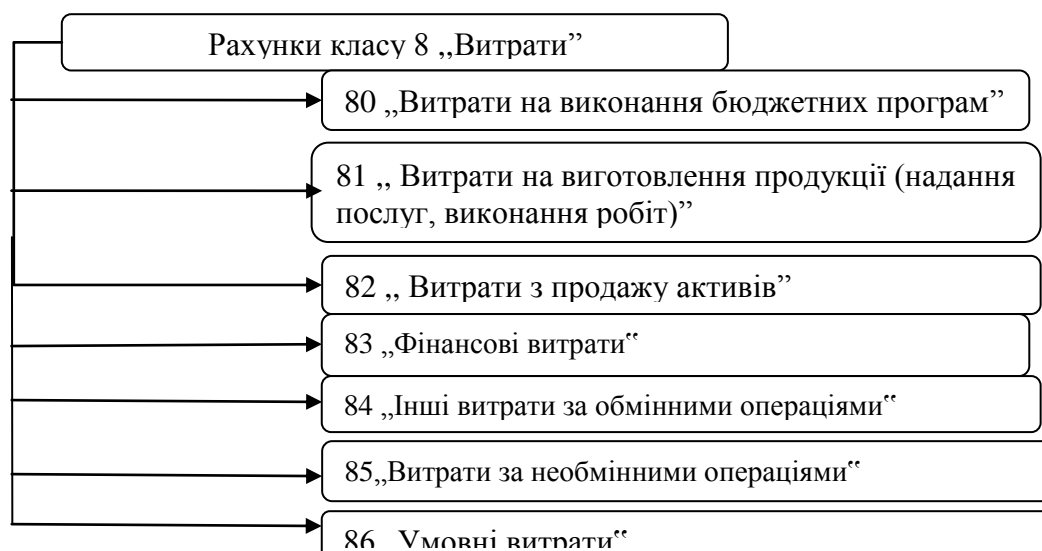 Рахунки класу 8 ,,Витрати”
80 „Витрати на виконання бюджетних програм”
81 ,, Витрати на виготовлення продукції (надання
послуг, виконання робіт)”
82 ,, Витрати з продажу активів”
83 „Фінансові витрати‟
84 „Інші витрати за обмінними операціями‟
85„Витрати за необмінними операціями‟
86 „Умовні витрати‟